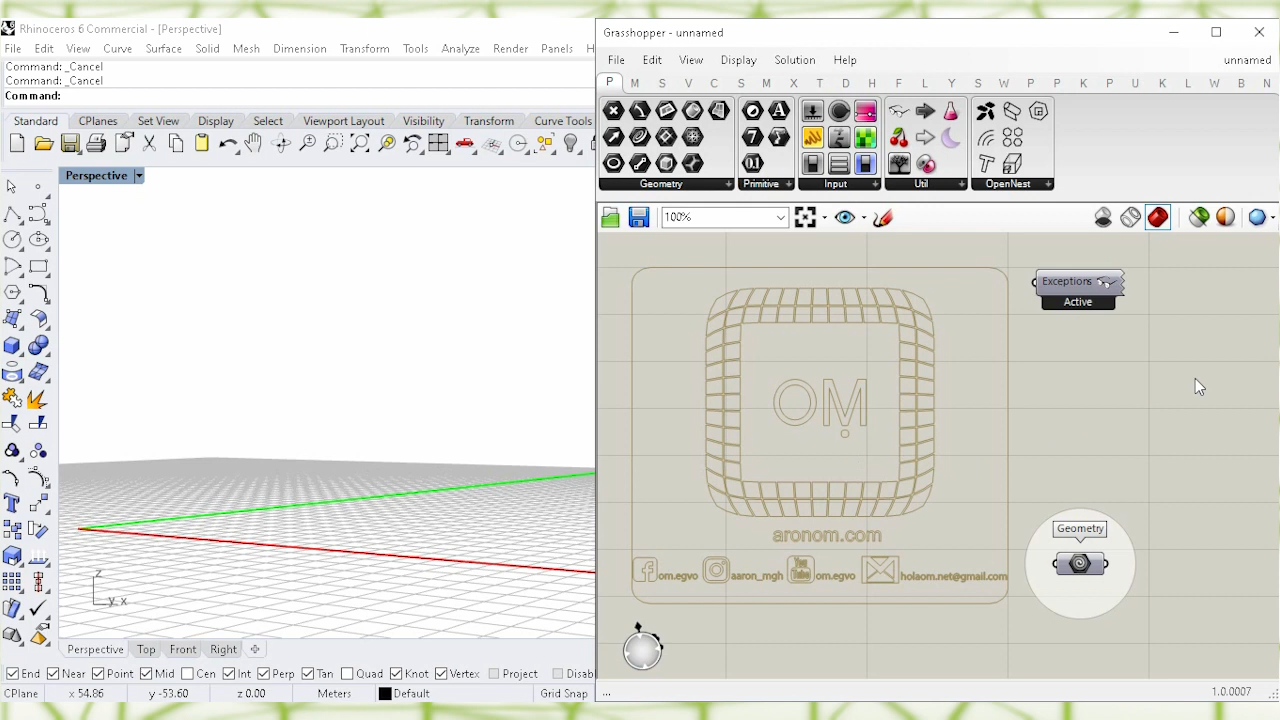 Rhinoceros 6 Commercial - [Perspective]
File Edit View Curve Surface Solid Mesh Dimension Transform Tools Analyze Render Panels
Command: _Cancel
Command: _Cancel
Command:
Standard CPlanes Set View Display Select Viewport Layout Visibility Transform Curve Tools
Perspective
z
y x
Perspective Top Front Right
End Near Point Mid Cen Int Perp Tan Quad Knot Vertex Project Disabl
CPlane x 54.86 y -53.60 z 0.00 Meters Default Grid Snap
Grasshopper - unnamed
File Edit View Display Solution Help unnamed
P M S V C S M X T D H F L Y S W P P P U K K L W B N
Geometry Primitive Input Util OpenNest
100%
Exceptions
Active
OM
aronom.com
om.egvo aaron_mgh You Tube om.egvo holaom.net@gmail.com
Geometry
... 1.0.0007